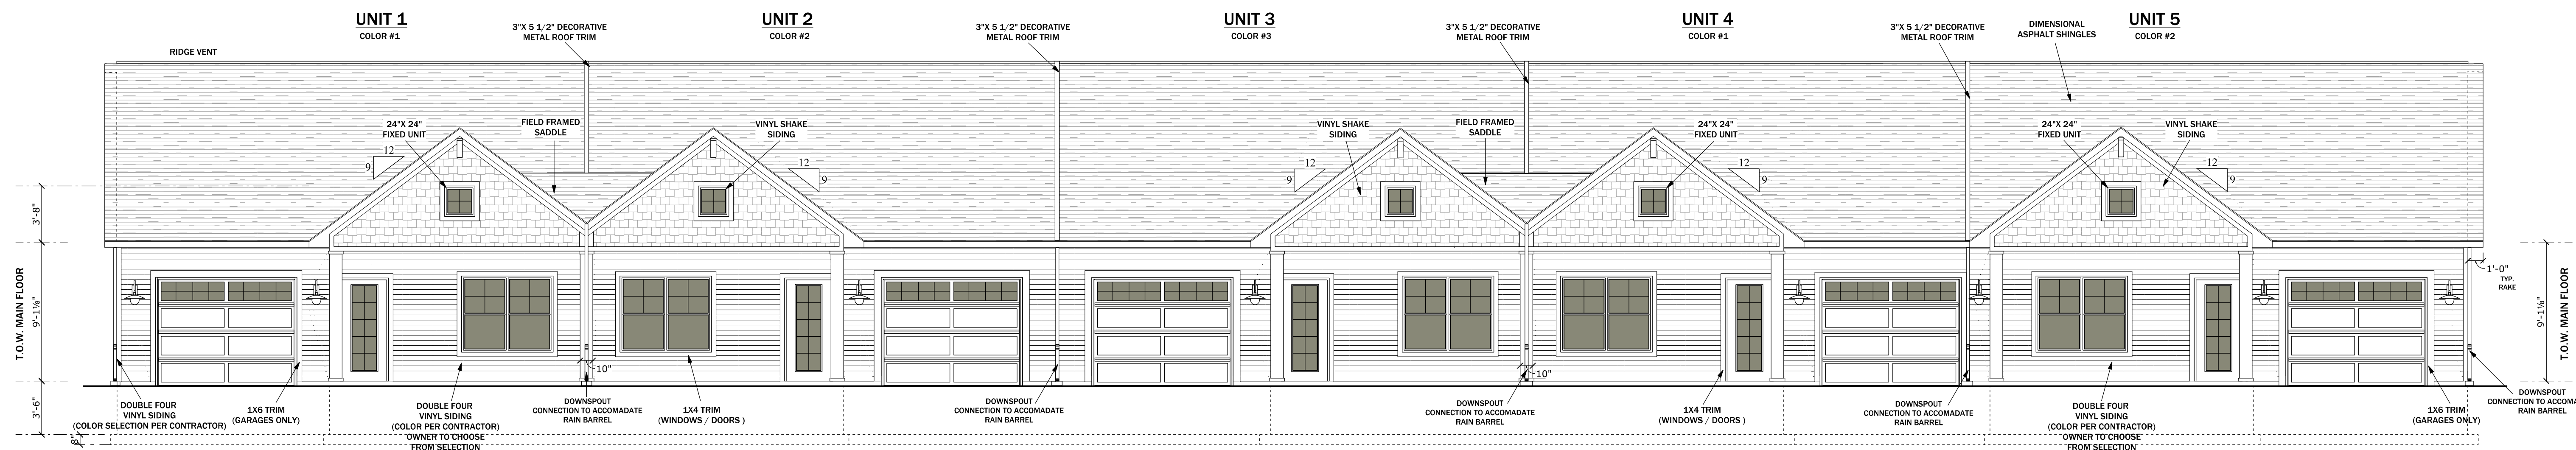 UNIT 1
COLOR #1
UNIT 2
COLOR #2
UNIT 3
COLOR #3
UNIT 4
COLOR #1
UNIT 5
COLOR #2
RIDGE VENT
3"X 5 1/2" DECORATIVE
METAL ROOF TRIM
3"X 5 1/2" DECORATIVE
METAL ROOF TRIM
3"X 5 1/2" DECORATIVE
METAL ROOF TRIM
3"X 5 1/2" DECORATIVE
METAL ROOF TRIM
DIMENSIONAL
ASPHALT SHINGLES
24"X 24"
FIXED UNIT
FIELD FRAMED
SADDLE
VINYL SHAKE
SIDING
VINYL SHAKE
SIDING
FIELD FRAMED
SADDLE
24"X 24"
FIXED UNIT
24"X 24"
FIXED UNIT
VINYL SHAKE
SIDING
12
9
12
9
12
9
12
9
12
9
3'-8"
9'-1⅛"
T.O.W. MAIN FLOOR
3'-6"
8"
10"
10"
1'-0"
TYP.
RAKE
9'-1⅛"
T.O.W. MAIN FLOOR
DOUBLE FOUR
VINYL SIDING
(COLOR SELECTION PER CONTRACTOR)
1X6 TRIM
(GARAGES ONLY)
DOUBLE FOUR
VINYL SIDING
(COLOR PER CONTRACTOR)
OWNER TO CHOOSE
FROM SELECTION
DOWNSPOUT
CONNECTION TO ACCOMADATE
RAIN BARREL
1X4 TRIM
(WINDOWS / DOORS )
DOWNSPOUT
CONNECTION TO ACCOMADATE
RAIN BARREL
DOWNSPOUT
CONNECTION TO ACCOMADATE
RAIN BARREL
1X4 TRIM
(WINDOWS / DOORS )
DOWNSPOUT
CONNECTION TO ACCOMADATE
RAIN BARREL
DOUBLE FOUR
VINYL SIDING
(COLOR PER CONTRACTOR)
OWNER TO CHOOSE
FROM SELECTION
1X6 TRIM
(GARAGES ONLY)
DOWNSPOUT
CONNECTION TO ACCOMA
RAIN BARREL